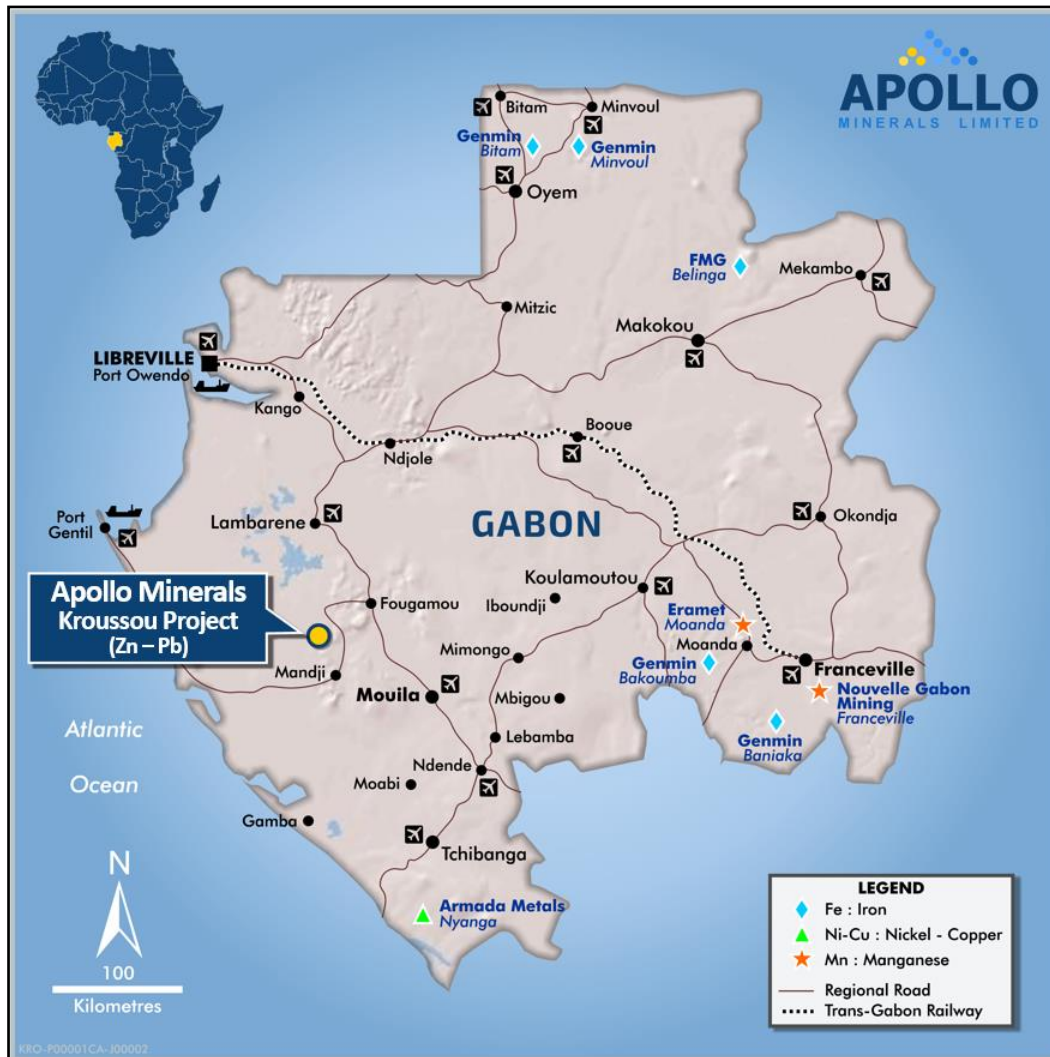 APOLLO
MINERALS LIMITED
Bitam
Minvoul
Genmin
Bitam
Genmin
Minvoul
Oyem
FMG
Belinga
Mekambo
Mitzic
Makokou
LIBREVILLE
Port Owendo
Kango
Booue
Ndjole
Port
Gentil
Lambarene
GABON
Okondja
Apollo Minerals
Kroussou Project
(Zn – Pb)
Koulamoutou
Fougamou
Iboundji
Eramet
Moanda
Mimongo
Moanda
Mandji
Genmin
Bakoumba
Franceville
Mouila
Mbigou
Nouvelle Gabon
Mining
Franceville
Atlantic
Ocean
Lebamba
Genmin
Baniaka
Ndende
Moabi
Gamba
Tchibanga
N
Armada Metals
Nyanga
100
Kilometres
LEGEND
Fe : Iron
Ni-Cu : Nickel - Copper
Mn : Manganese
Regional Road
Trans-Gabon Railway
KRO-P00001CA-J00002